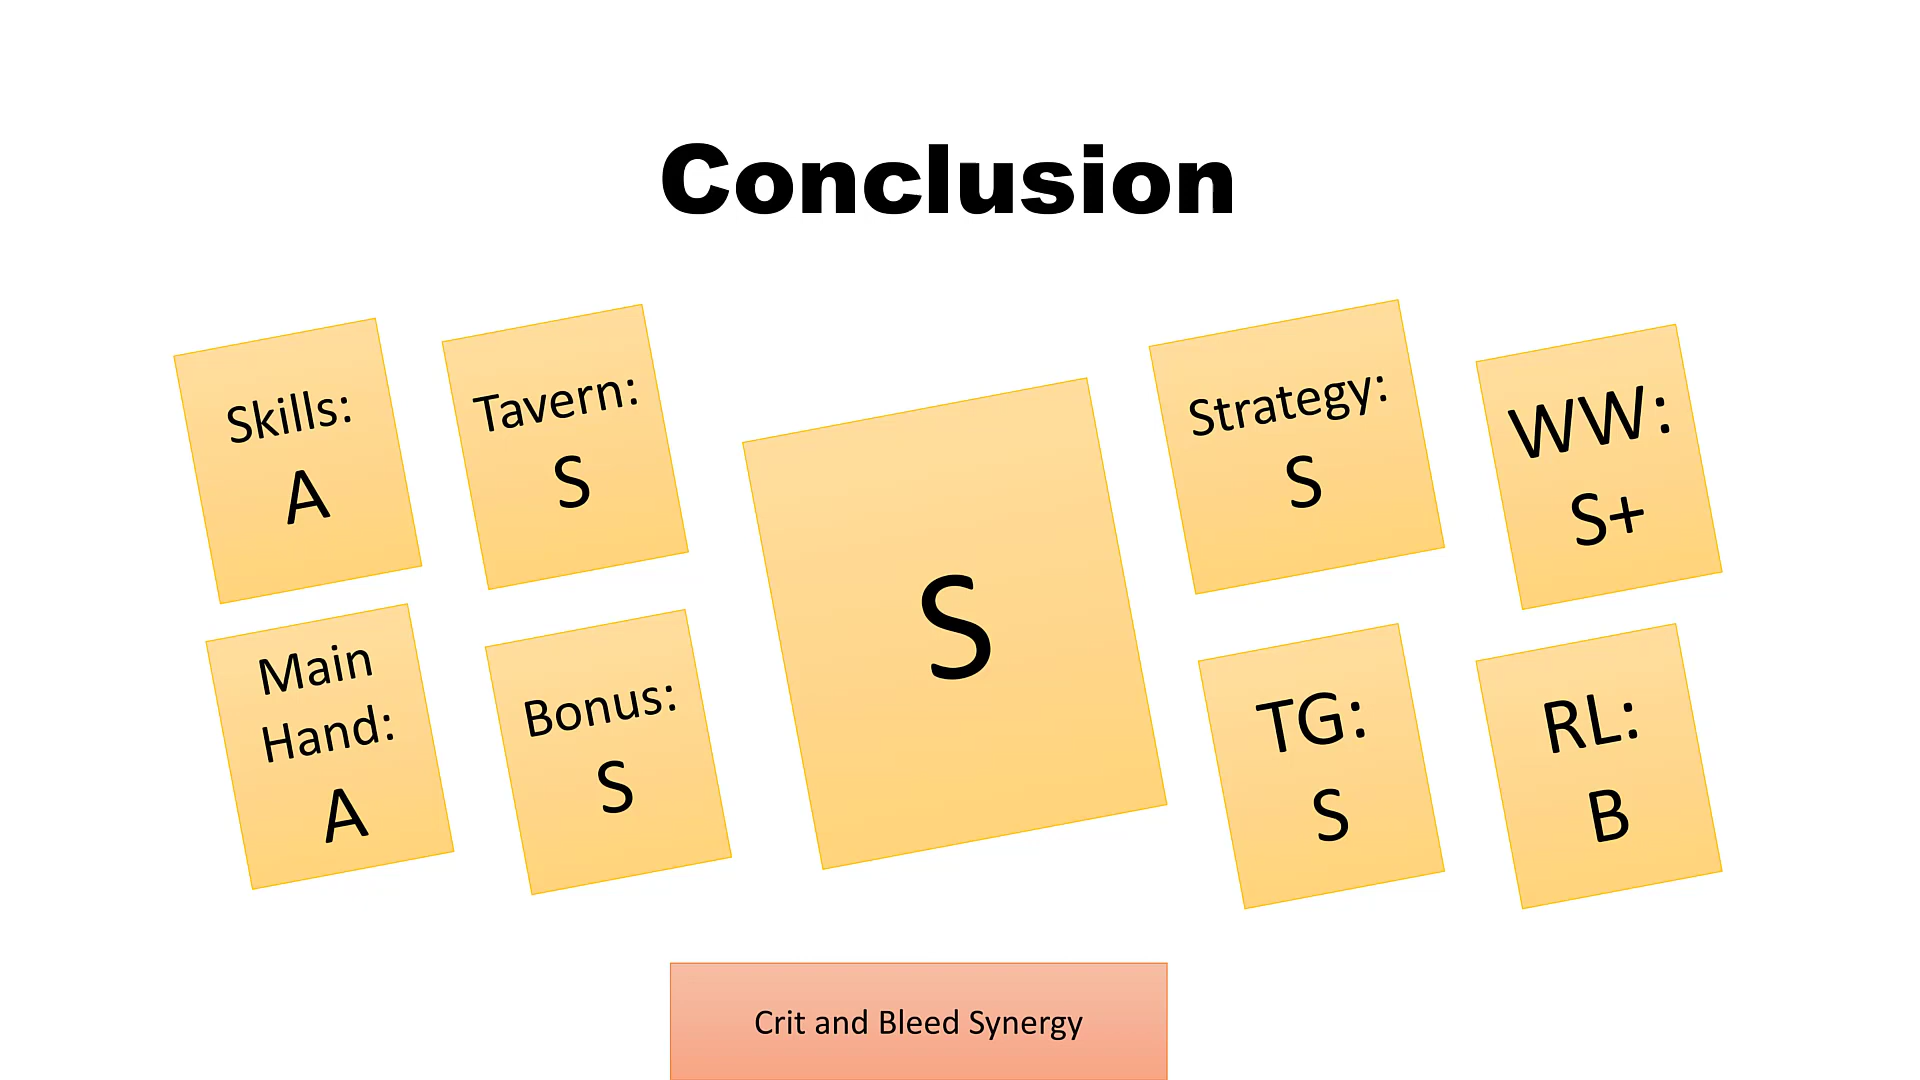 Conclusion
Skills:
A
Tavern:
S
Main
Hand:
A
Bonus:
S
S
Strategy:
S
WW:
S+
TG:
S
RL:
B
Crit and Bleed Synergy